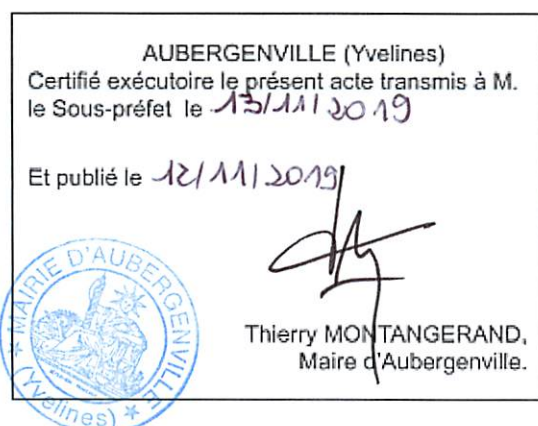 AUBERGENVILLE (Yvelines)
Certifié exécutoire le présent acte transmis à M.
le Sous-préfet le 13/11/2019
Et publié le 12/11/2019
MAIRIE D'AUBERGENVILLE
(Yvelines)
Thierry MONTANGERAND,
Maire d'Aubergenville.